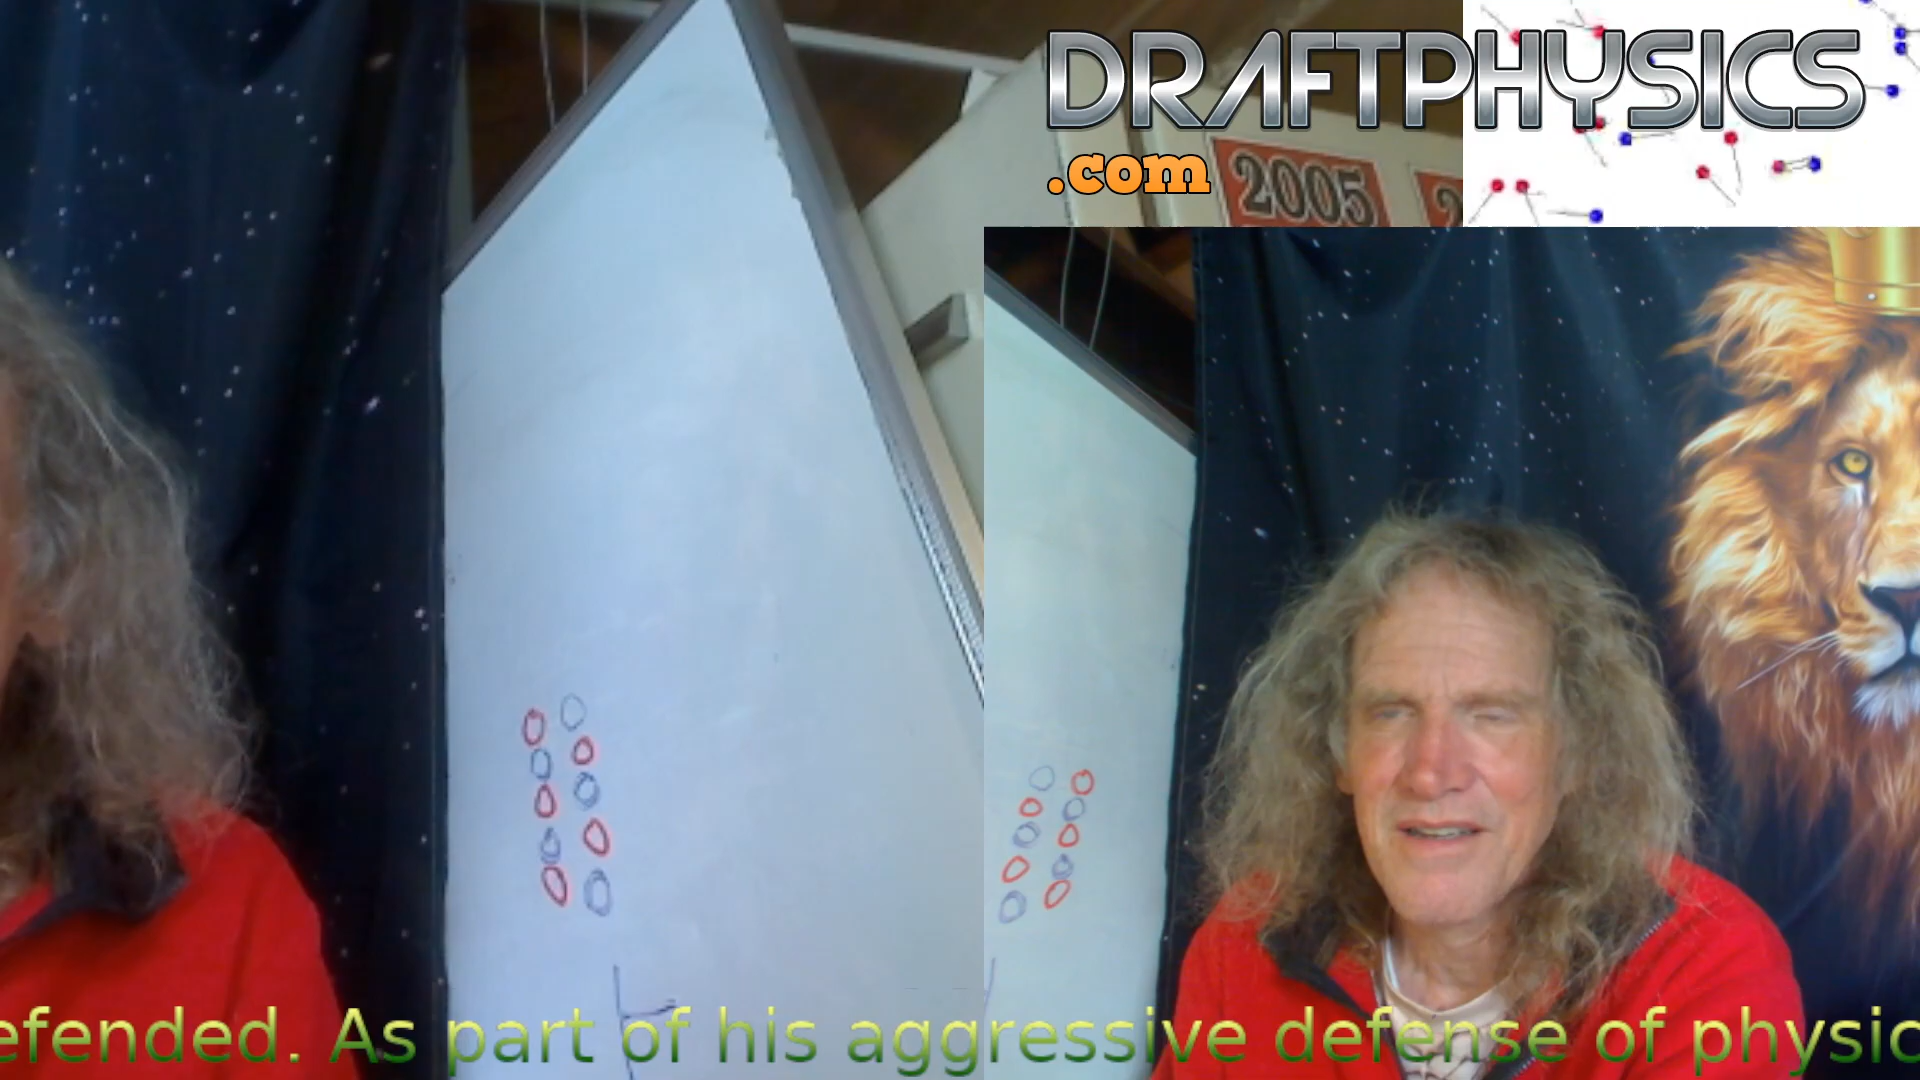 DRAFTPHYSICS
.com
2005
efended. As part of his aggressive defense of physic